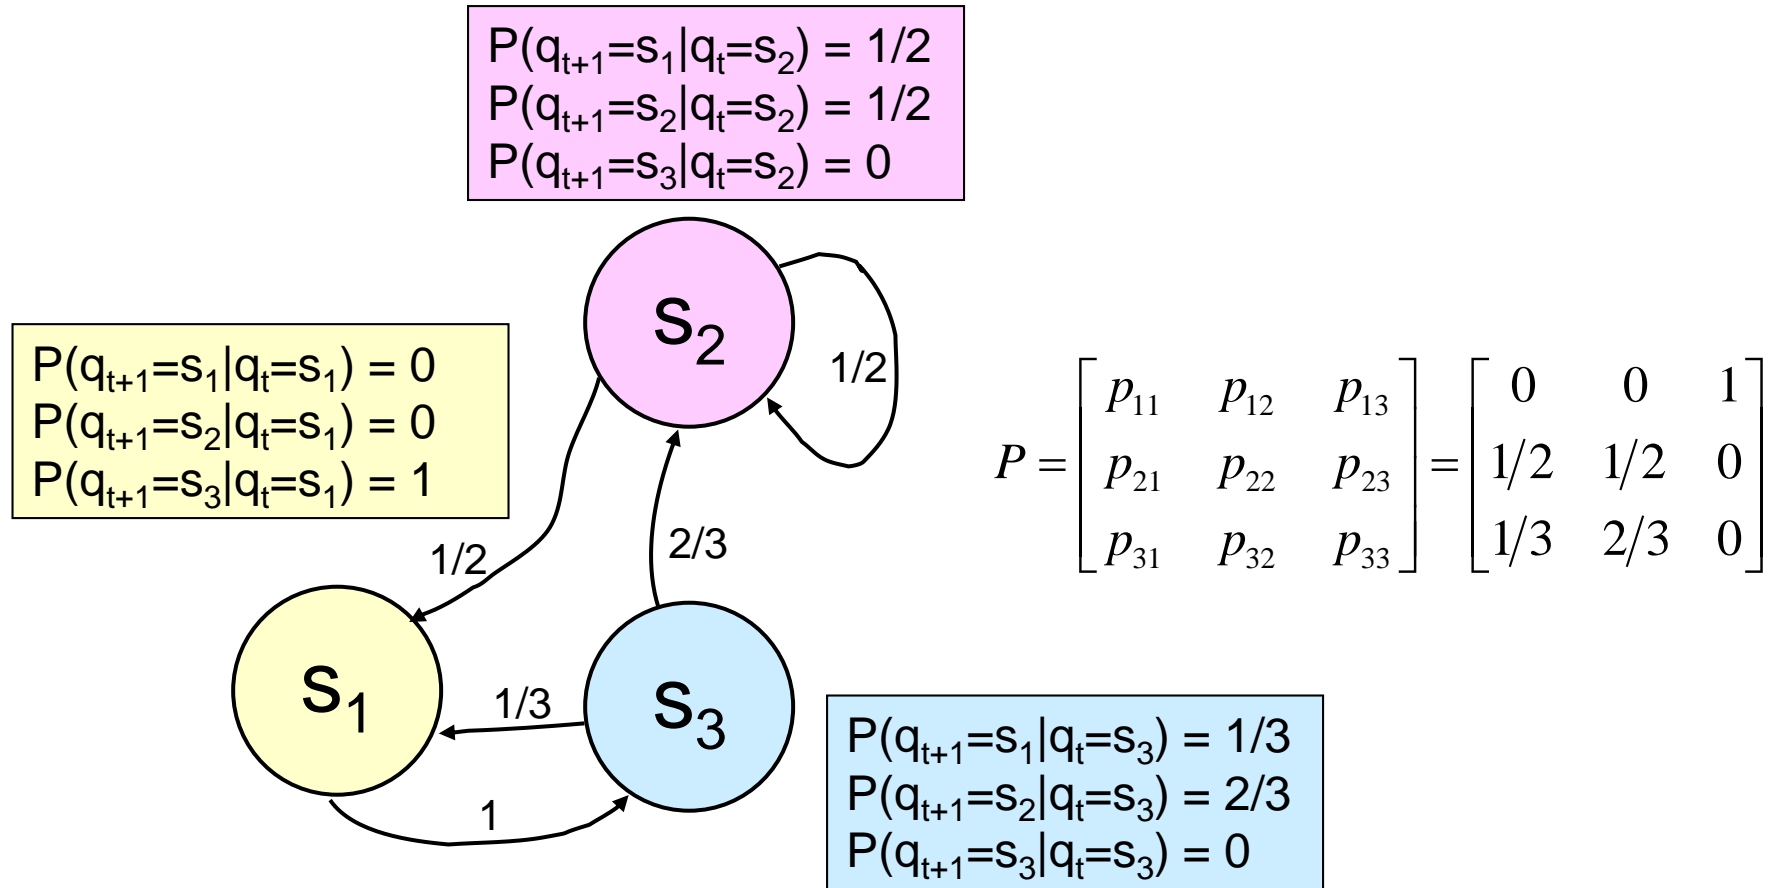 P(qₜ₊₁=s₁|qₜ=s₂) = 1/2
P(qₜ₊₁=s₂|qₜ=s₂) = 1/2
P(qₜ₊₁=s₃|qₜ=s₂) = 0
s₂
1/2
P(qₜ₊₁=s₁|qₜ=s₁) = 0
P(qₜ₊₁=s₂|qₜ=s₁) = 0
P(qₜ₊₁=s₃|qₜ=s₁) = 1
1/2
2/3
s₁
1/3
s₃
1
P(qₜ₊₁=s₁|qₜ=s₃) = 1/3
P(qₜ₊₁=s₂|qₜ=s₃) = 2/3
P(qₜ₊₁=s₃|qₜ=s₃) = 0
p₁₁ p₁₂ p₁₃ 0 0 1
P = p₂₁ p₂₂ p₂₃ = 1/2 1/2 0
p₃₁ p₃₂ p₃₃ 1/3 2/3 0